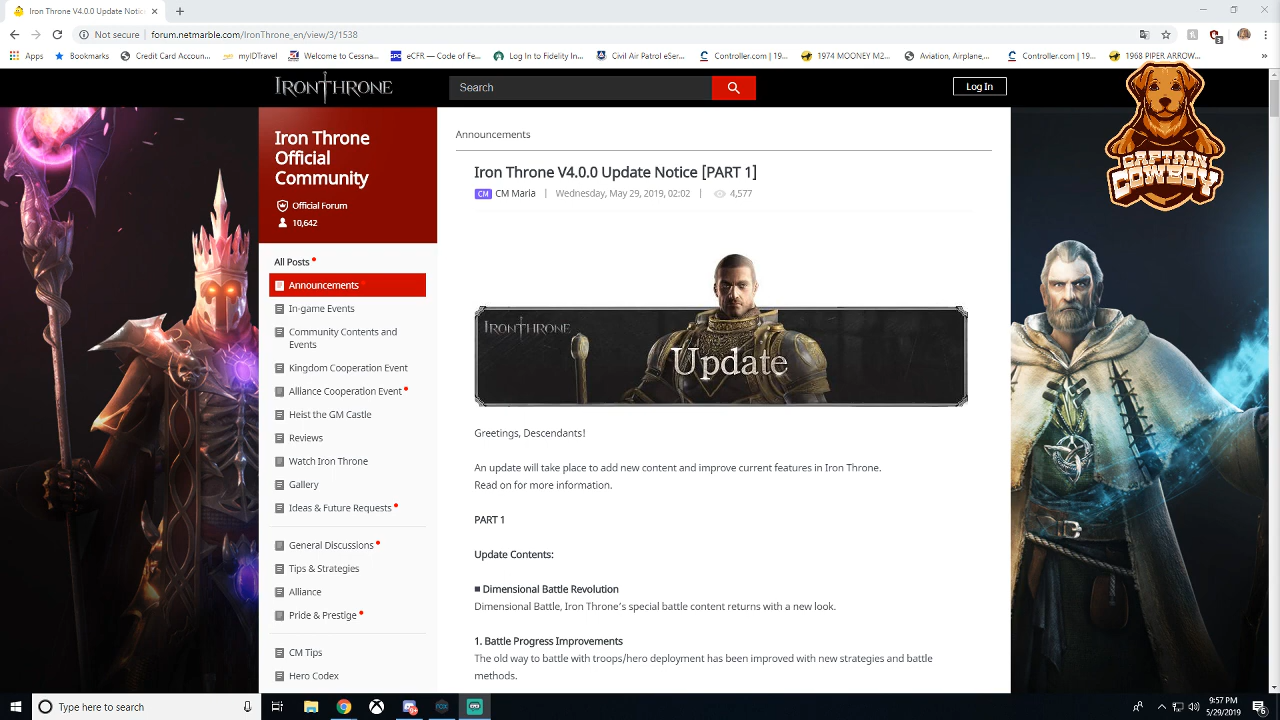 Iron Throne V4.0.0 Update Notice
Not secure
forum.netmarble.com/IronThrone_en/view/3/1538
3
Apps
Bookmarks
Credit Card Accoun...
myIDTravel
Welcome to Cessna...
eCFR — Code of Fe...
Log In to Fidelity In...
Civil Air Patrol eSer...
Controller.com | 19...
1974 MOONEY M2...
Aviation, Airplane,...
Controller.com | 19...
1968 PIPER ARROW...
IRONTHRONE
Search
Log In
CAPTAIN
COWBOY
Iron Throne
Official
Community
Official Forum
10,642
All Posts
Announcements
In-game Events
Community Contents and
Events
Kingdom Cooperation Event
Alliance Cooperation Event
Heist the GM Castle
Reviews
Watch Iron Throne
Gallery
Ideas & Future Requests
General Discussions
Tips & Strategies
Alliance
Pride & Prestige
CM Tips
Hero Codex
Announcements
Iron Throne V4.0.0 Update Notice [PART 1]
CM CM Maria | Wednesday, May 29, 2019, 02:02 | 4,577
IRONTHRONE
Update
Greetings, Descendants!
An update will take place to add new content and improve current features in Iron Throne.
Read on for more information.
PART 1
Update Contents:
■ Dimensional Battle Revolution
Dimensional Battle, Iron Throne's special battle content returns with a new look.
1. Battle Progress Improvements
The old way to battle with troops/hero deployment has been improved with new strategies and battle
methods.
Type here to search
9:57 PM
5/29/2019
6